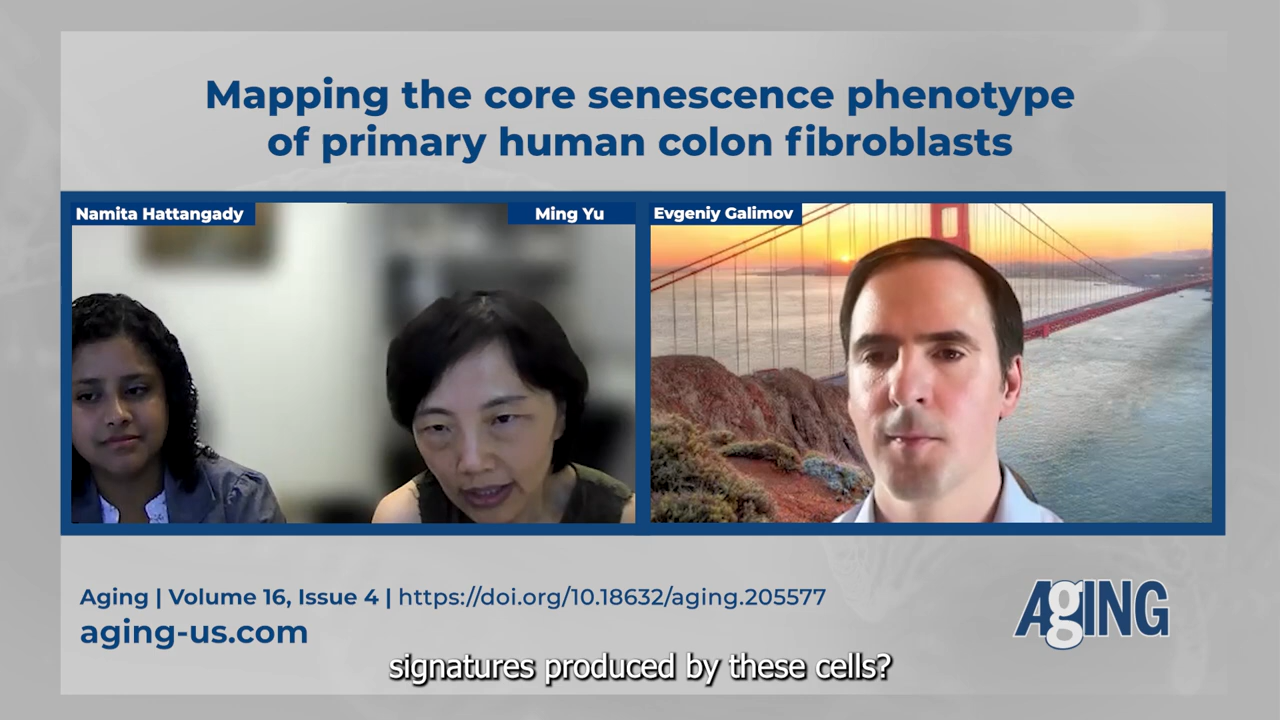 Mapping the core senescence phenotype
of primary human colon fibroblasts
Namita Hattangady
Ming Yu
Evgeniy Galimov
Aging | Volume 16, Issue 4 | https://doi.org/10.18632/aging.205577
aging-us.com
AgING
signatures produced by these cells?